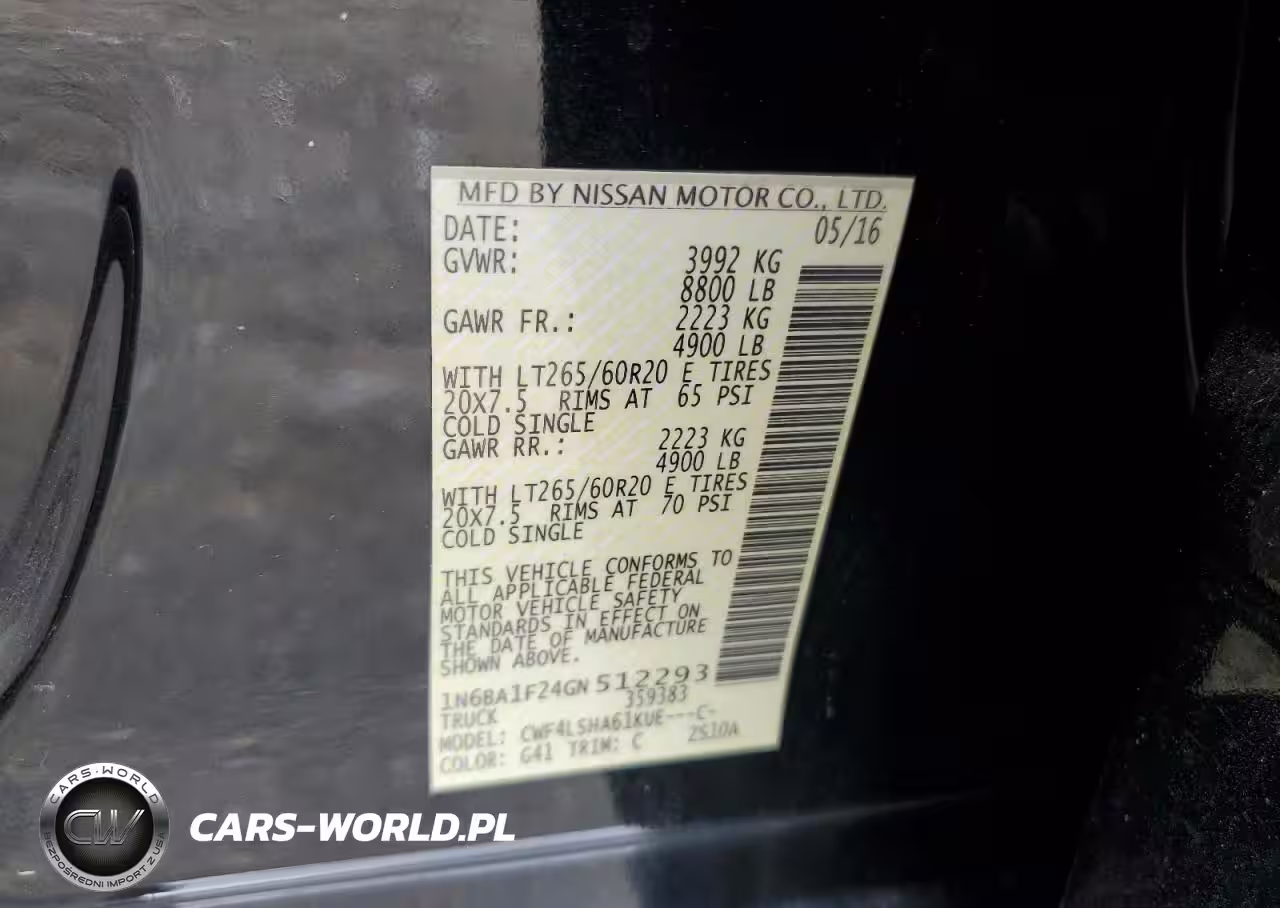 MFD BY NISSAN MOTOR CO., LTD.
DATE: 05/16
GVWR: 3992 KG
8800 LB
GAWR FR.: 2223 KG
4900 LB
WITH LT265/60R20 E TIRES
20X7.5 RIMS AT 65 PSI
COLD SINGLE
GAWR RR.: 2223 KG
4900 LB
WITH LT265/60R20 E TIRES
20X7.5 RIMS AT 70 PSI
COLD SINGLE
THIS VEHICLE CONFORMS TO
ALL APPLICABLE FEDERAL
MOTOR VEHICLE SAFETY
STANDARDS IN EFFECT ON
THE DATE OF MANUFACTURE
SHOWN ABOVE.
1N6BA1F24GN512293
TRUCK 359383
MODEL: CWF4LSHA61KUE---C-
COLOR: G41 TRIM: C ZS10A
CARS-WORLD
CW
BEZPOŚREDNI IMPORT Z USA
CARS-WORLD.PL